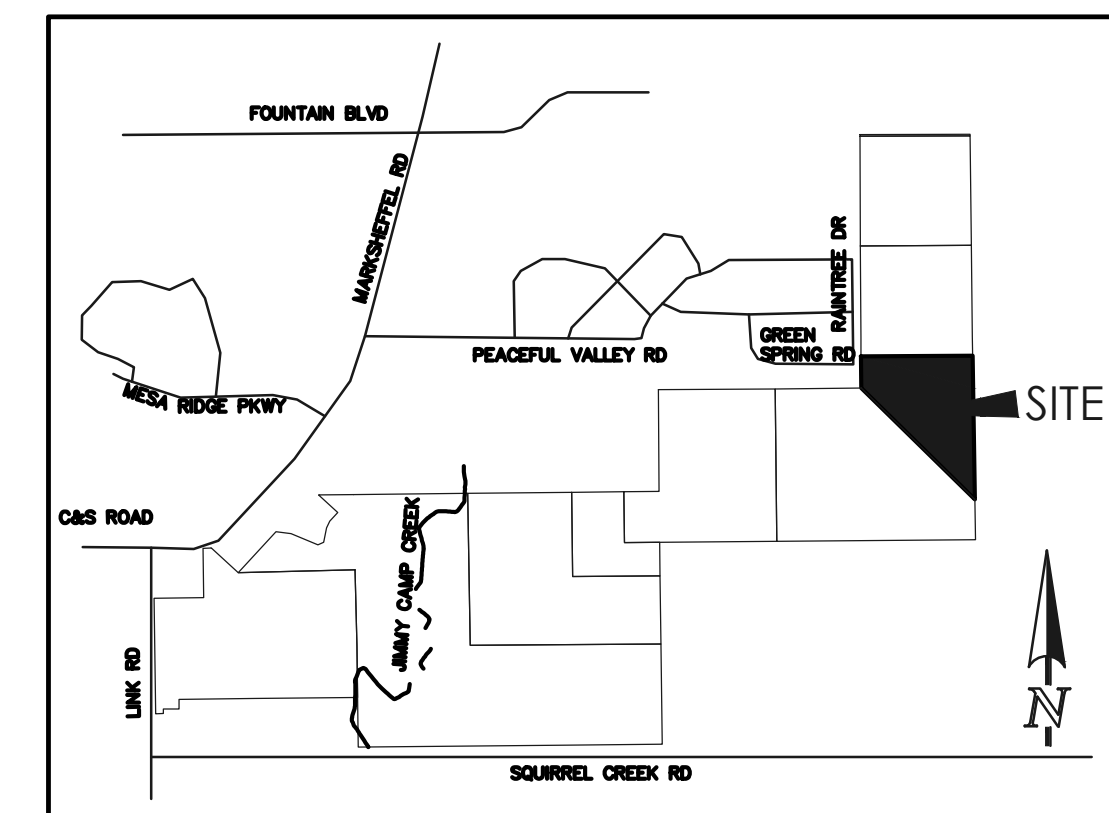 FOUNTAIN BLVD
MARKSHEFFEL RD
RAINTREE DR
GREEN
SPRING RD
PEACEFUL VALLEY RD
MESA RIDGE PKWY
SITE
C&S ROAD
JIMMY CAMP CREEK
LINK RD
N
SQUIRREL CREEK RD